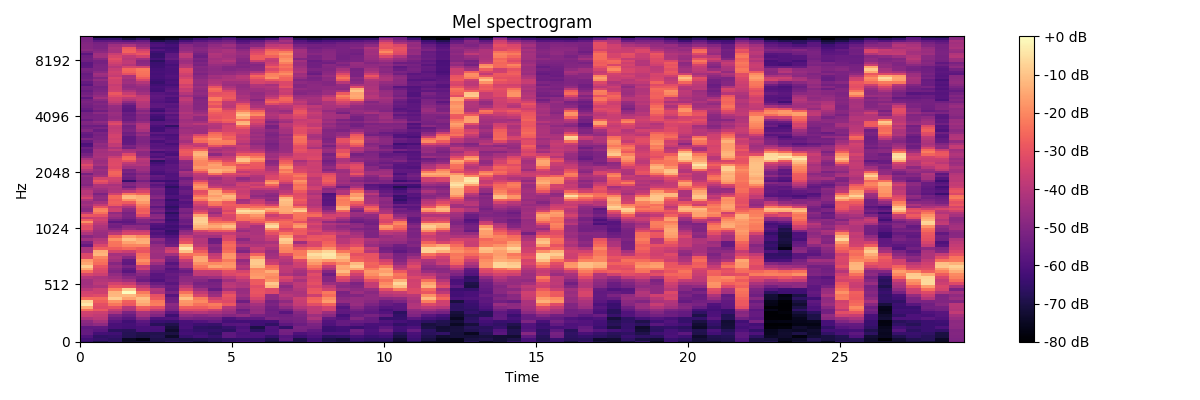 Mel spectrogram
+0 dB
8192
-10 dB
4096
-20 dB
-30 dB
Hz
2048
-40 dB
1024
-50 dB
-60 dB
512
-70 dB
0
-80 dB
0 5 10 15 20 25
Time